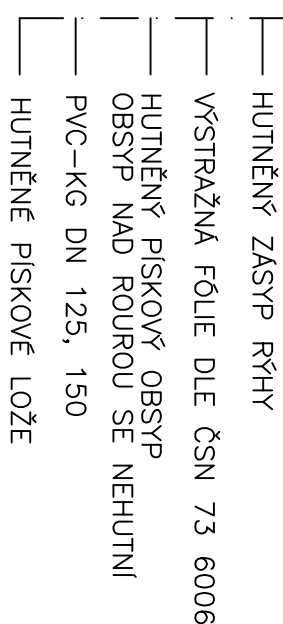 HUTNĚNÝ ZÁSYP RÝHY
VÝSTRAŽNÁ FÓLIE DLE ČSN 73 6006
HUTNĚNÝ PÍSKOVÝ OBSYP
OBSYP NAD ROUROU SE NEHUTNÍ
PVC-KG DN 125, 150
HUTNĚNÉ PÍSKOVÉ LOŽE